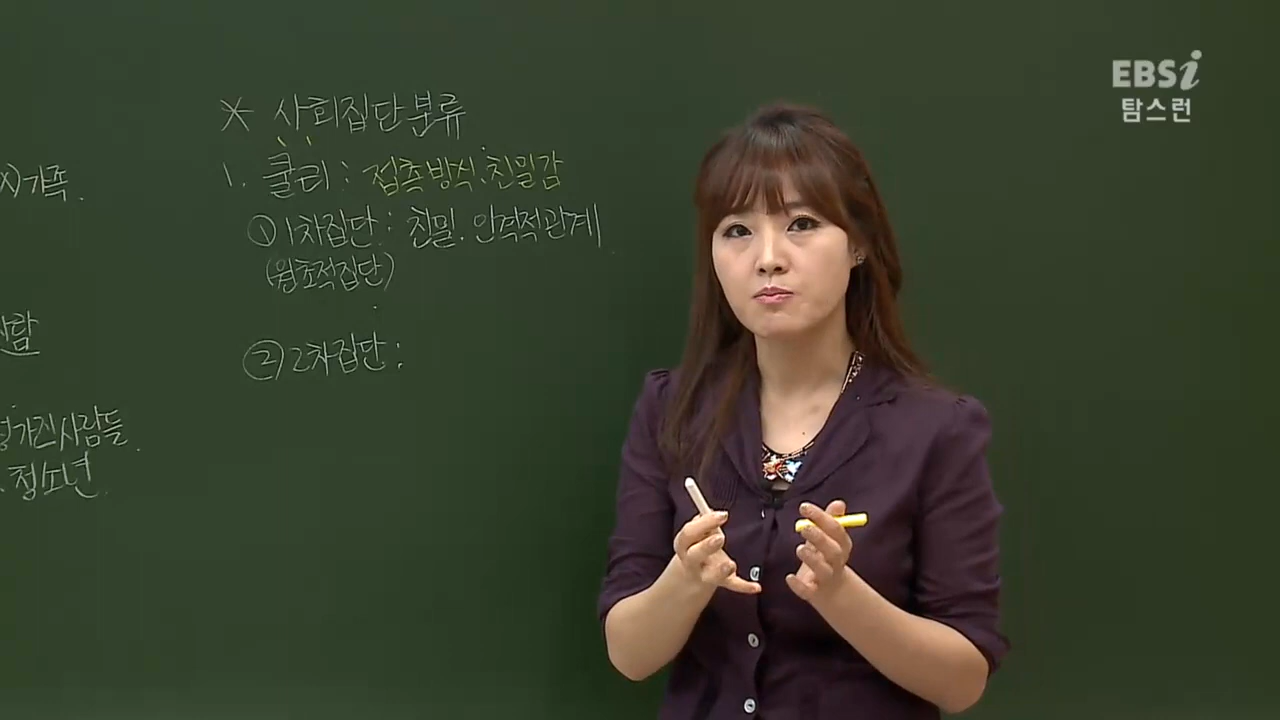 * 사회집단분류
1. 쿨리 : 접촉방식, 친밀감
① 1차집단 : 친밀. 인격적관계
(원초적집단)
② 2차집단 :
X) 가족.
사람
가진사람들.
청소년.
EBSi
탐스런